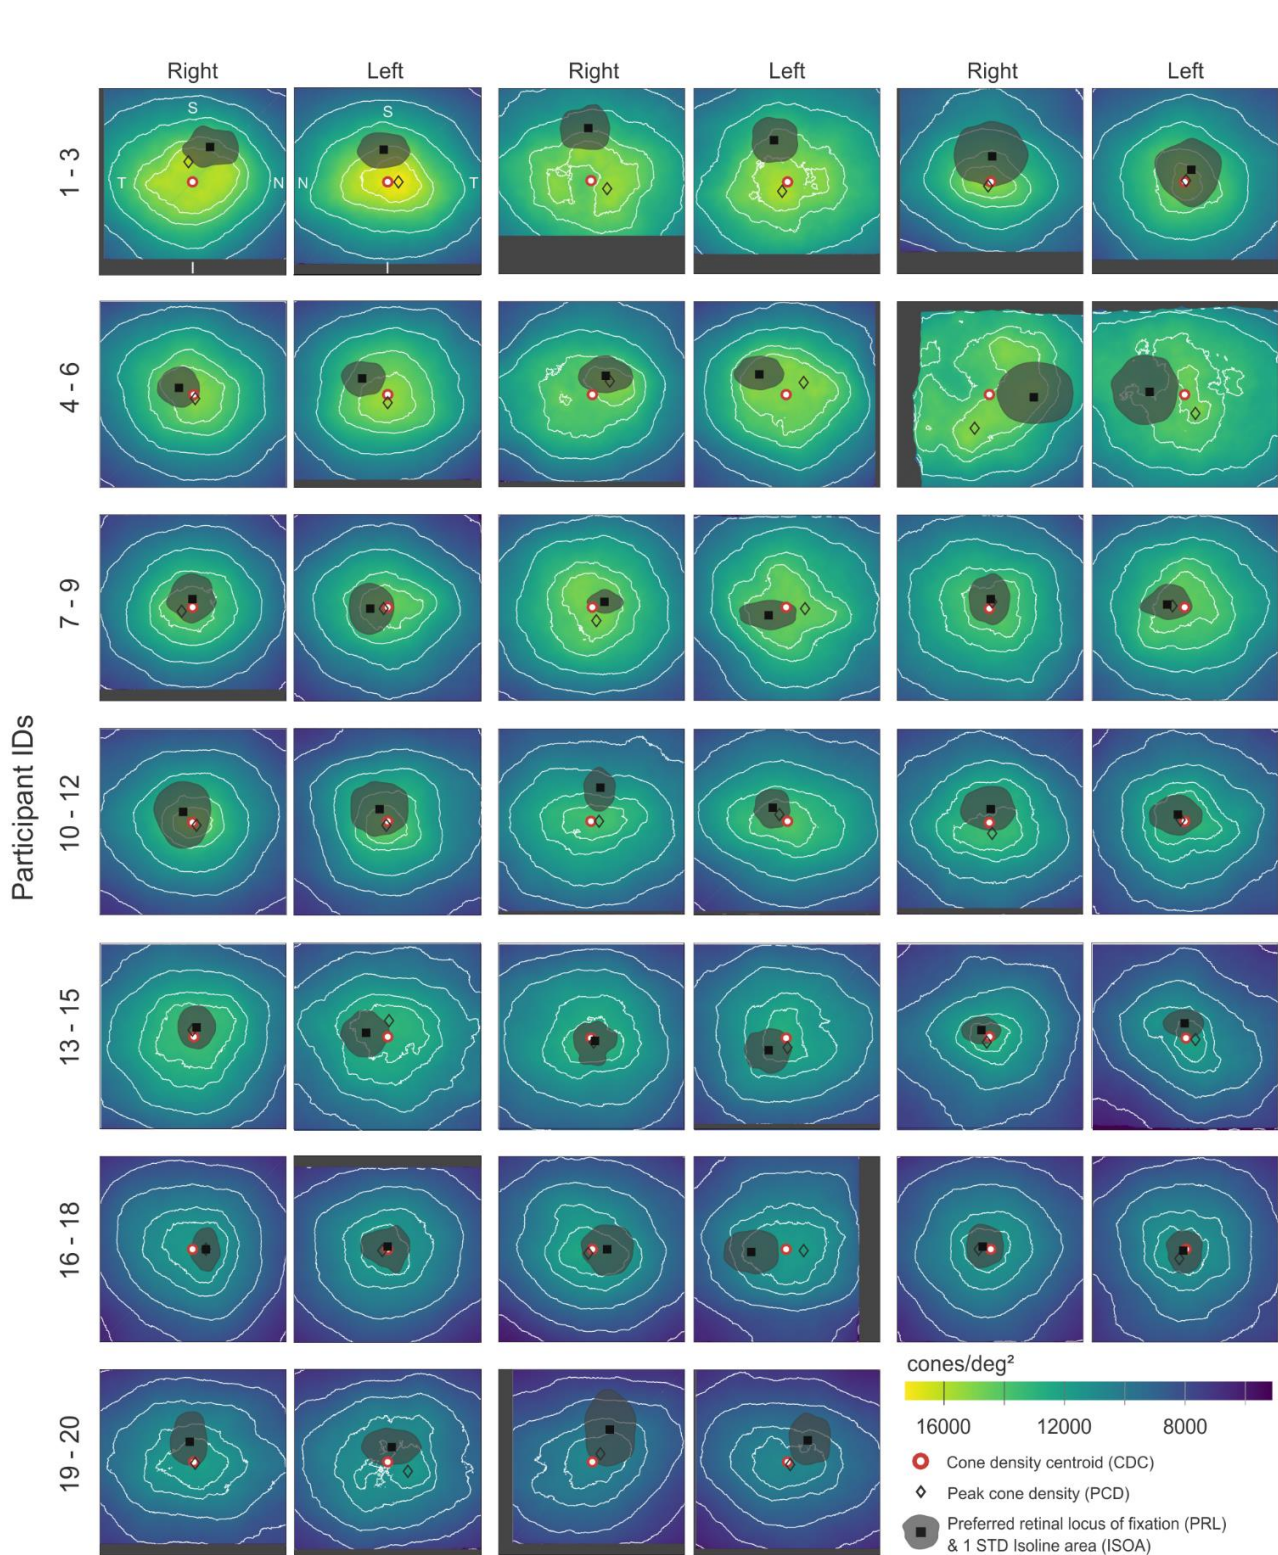 Right Left Right Left Right Left
Participant IDs
1 - 3
S S
T N N T
I I
4 - 6
7 - 9
10 - 12
13 - 15
16 - 18
19 - 20
cones/deg²
16000 12000 8000
Cone density centroid (CDC)
Peak cone density (PCD)
Preferred retinal locus of fixation (PRL)
& 1 STD Isoline area (ISOA)